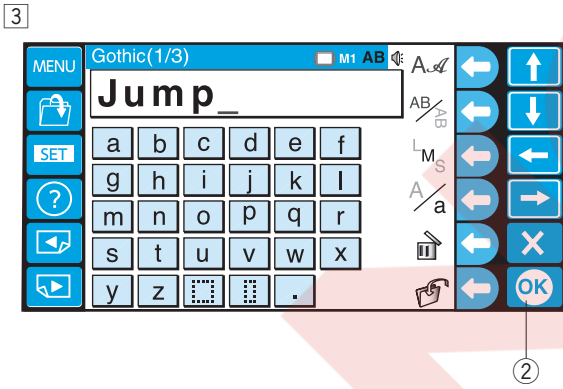 3
MENU
Gothic(1/3) M1 AB
Jump_
A A
AB/AB
SET
a b c d e f
L M S
g h i j k l
A/a
?
m n o p q r
s t u v w x
y z .
OK
2